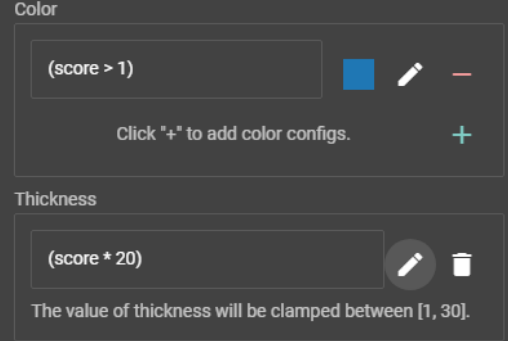 Color
(score > 1)
Click "+" to add color configs.
Thickness
(score * 20)
The value of thickness will be clamped between [1, 30].